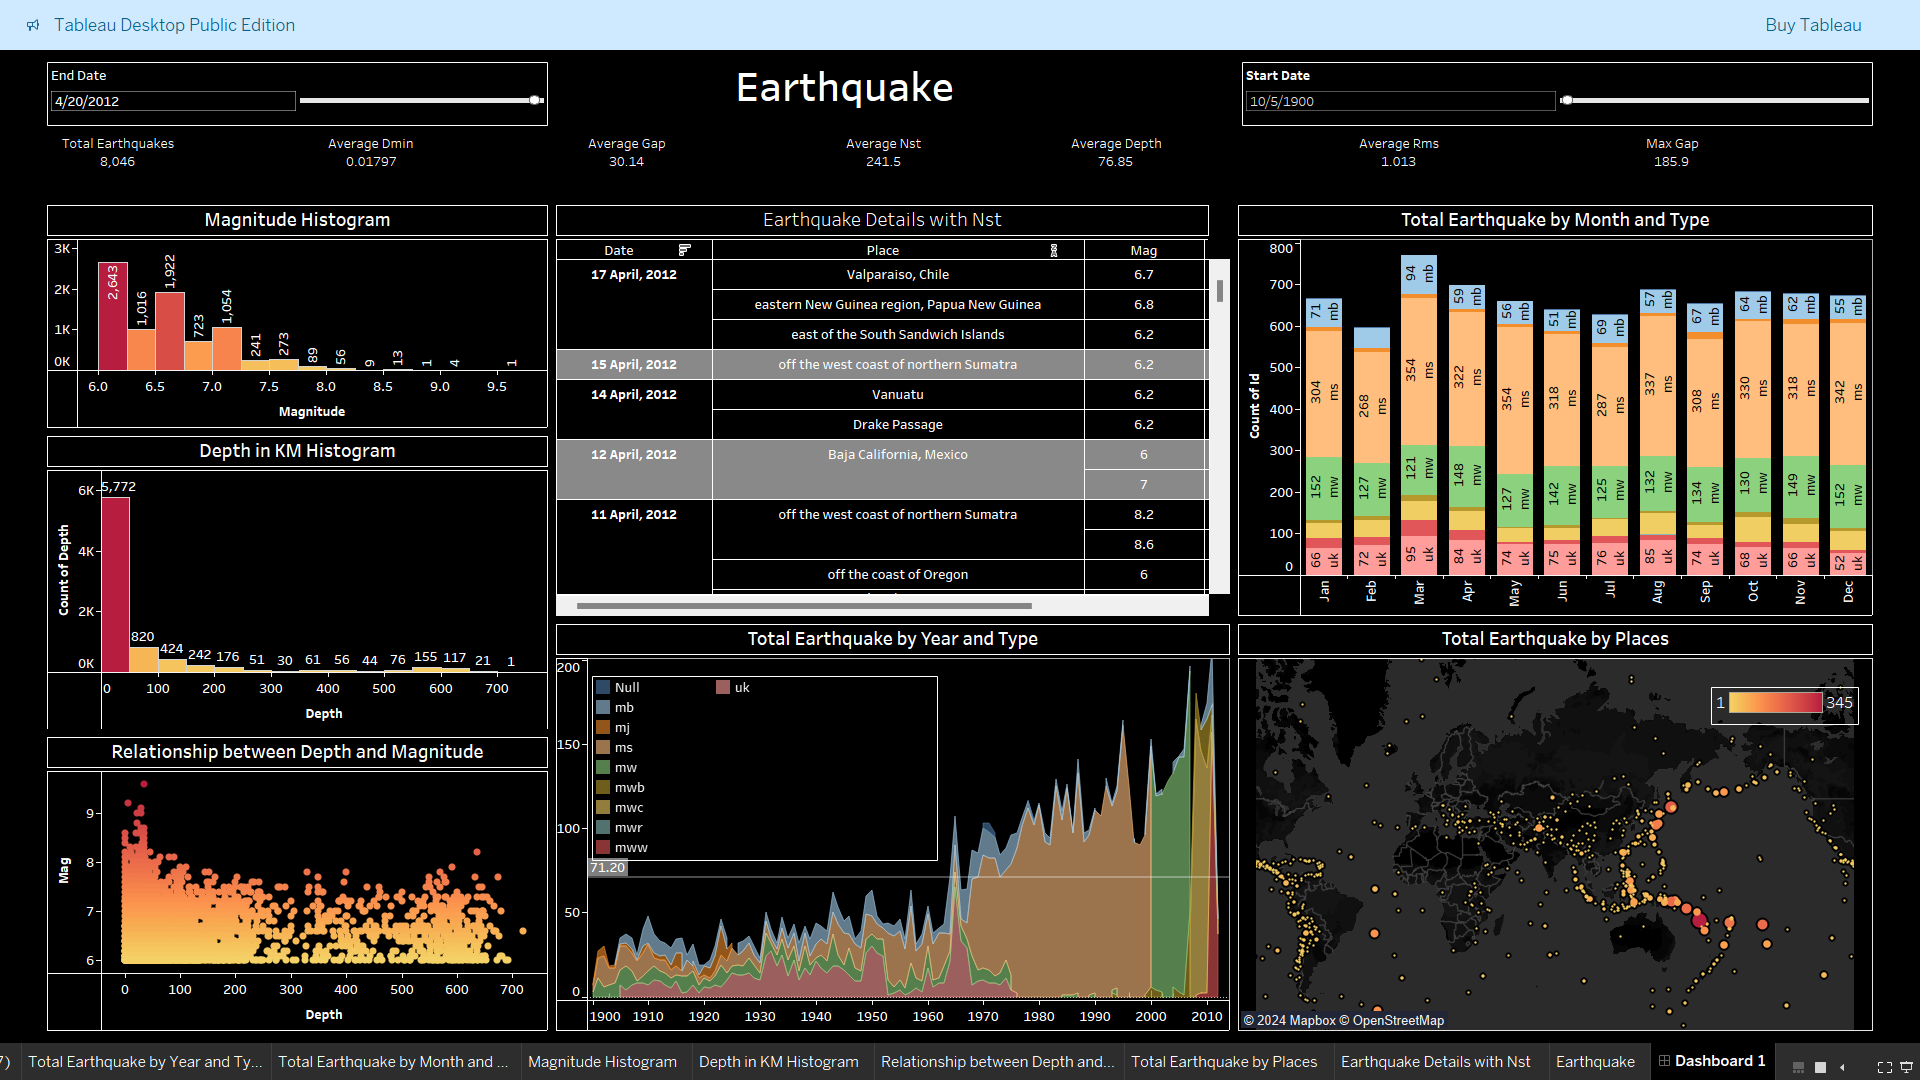 Tableau Desktop Public Edition
Buy Tableau
End Date
4/20/2012
Earthquake
Start Date
10/5/1900
Total Earthquakes
8,046
Average Dmin
0.01797
Average Gap
30.14
Average Nst
241.5
Average Depth
76.85
Average Rms
1.013
Max Gap
185.9
Magnitude Histogram
3K
2K
1K
0K
2,643
1,016
1,922
723
1,054
241
273
89
56
9
13
1
4
1
6.0 6.5 7.0 7.5 8.0 8.5 9.0 9.5
Magnitude
Depth in KM Histogram
Count of Depth
6K
4K
2K
0K
5,772
820 424 242 176 51 30 61 56 44 76 155 117 21 1
0 100 200 300 400 500 600 700
Depth
Relationship between Depth and Magnitude
Mag
9
8
7
6
0 100 200 300 400 500 600 700
Depth
Earthquake Details with Nst
Date Place Mag
17 April, 2012 Valparaiso, Chile 6.7
eastern New Guinea region, Papua New Guinea 6.8
east of the South Sandwich Islands 6.2
15 April, 2012 off the west coast of northern Sumatra 6.2
14 April, 2012 Vanuatu 6.2
Drake Passage 6.2
12 April, 2012 Baja California, Mexico 6
7
11 April, 2012 off the west coast of northern Sumatra 8.2
8.6
off the coast of Oregon 6
Total Earthquake by Year and Type
200
150
100
50
0
Null uk
mb
mj
ms
mw
mwb
mwc
mwr
mww
71.20
1900 1910 1920 1930 1940 1950 1960 1970 1980 1990 2000 2010
Total Earthquake by Month and Type
Count of Id
800
700
600
500
400
300
200
100
0
71 mb 304 ms 152 mw 66 uk
268 ms 127 mw 72 uk
94 mb 354 ms 121 mw 95 uk
59 mb 322 ms 148 mw 84 uk
56 mb 354 ms 127 mw 74 uk
51 mb 318 ms 142 mw 75 uk
69 mb 287 ms 125 mw 76 uk
57 mb 337 ms 132 mw 85 uk
67 mb 308 ms 134 mw 74 uk
64 mb 330 ms 130 mw 68 uk
62 mb 318 ms 149 mw 66 uk
55 mb 342 ms 152 mw 52 uk
Jan Feb Mar Apr May Jun Jul Aug Sep Oct Nov Dec
Total Earthquake by Places
1 345
© 2024 Mapbox © OpenStreetMap
7) Total Earthquake by Year and Ty... Total Earthquake by Month and ... Magnitude Histogram Depth in KM Histogram Relationship between Depth and... Total Earthquake by Places Earthquake Details with Nst Earthquake Dashboard 1